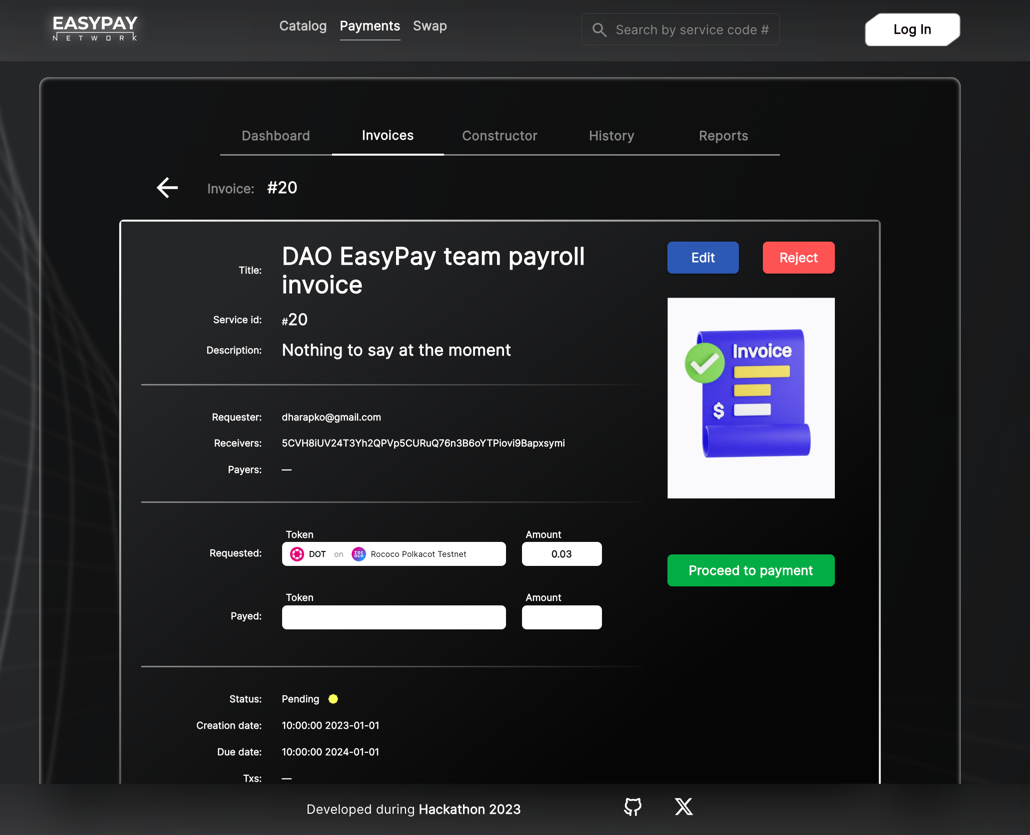 EASYPAY
NETWORK
Catalog Payments Swap
Search by service code #
Log In
Dashboard Invoices Constructor History Reports
Invoice: #20
Title: DAO EasyPay team payroll
invoice
Edit Reject
Service id: #20
Description: Nothing to say at the moment
Invoice
$
Requester: dharapko@gmail.com
Receivers: 5CVH8iUV24T3Yh2QPVp5CURuQ76n3B6oYTPiovi9Bapxsymi
Payers: —
Token Amount
Requested: DOT on Rococo Polkacot Testnet 0.03
Proceed to payment
Token Amount
Payed:
Status: Pending
Creation date: 10:00:00 2023-01-01
Due date: 10:00:00 2024-01-01
Txs: —
Developed during Hackathon 2023